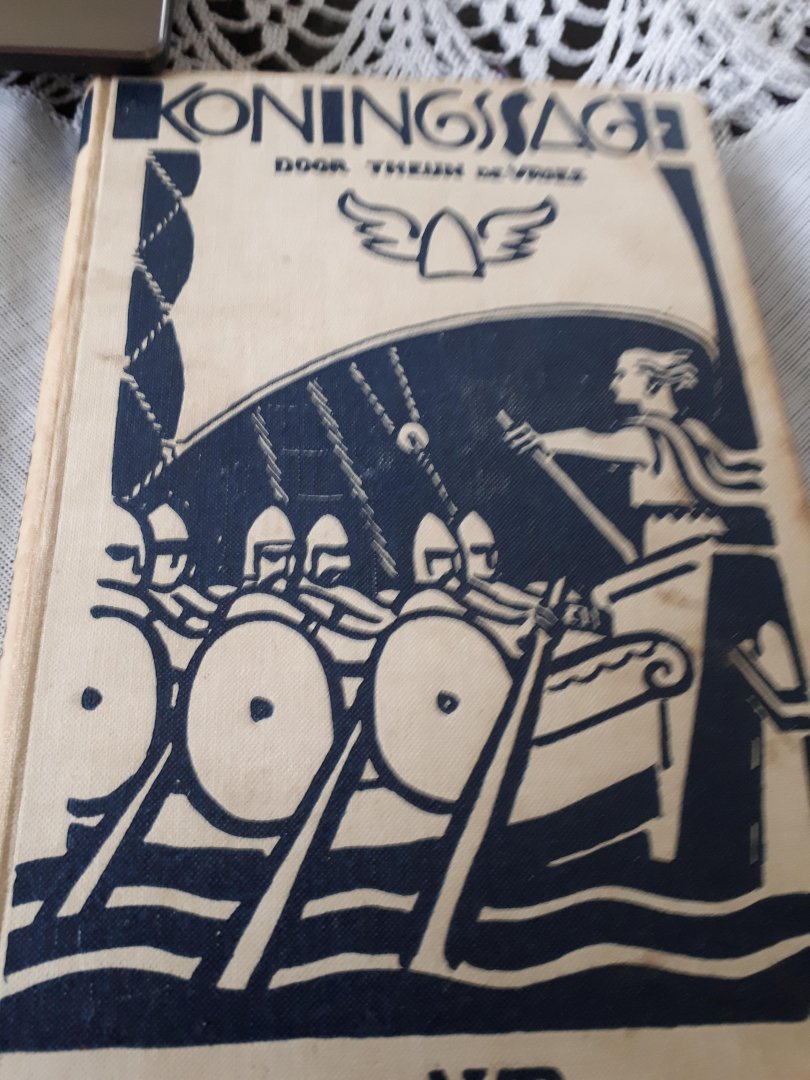 KONINGSSAGE
DOOR THEUN DE VRIES